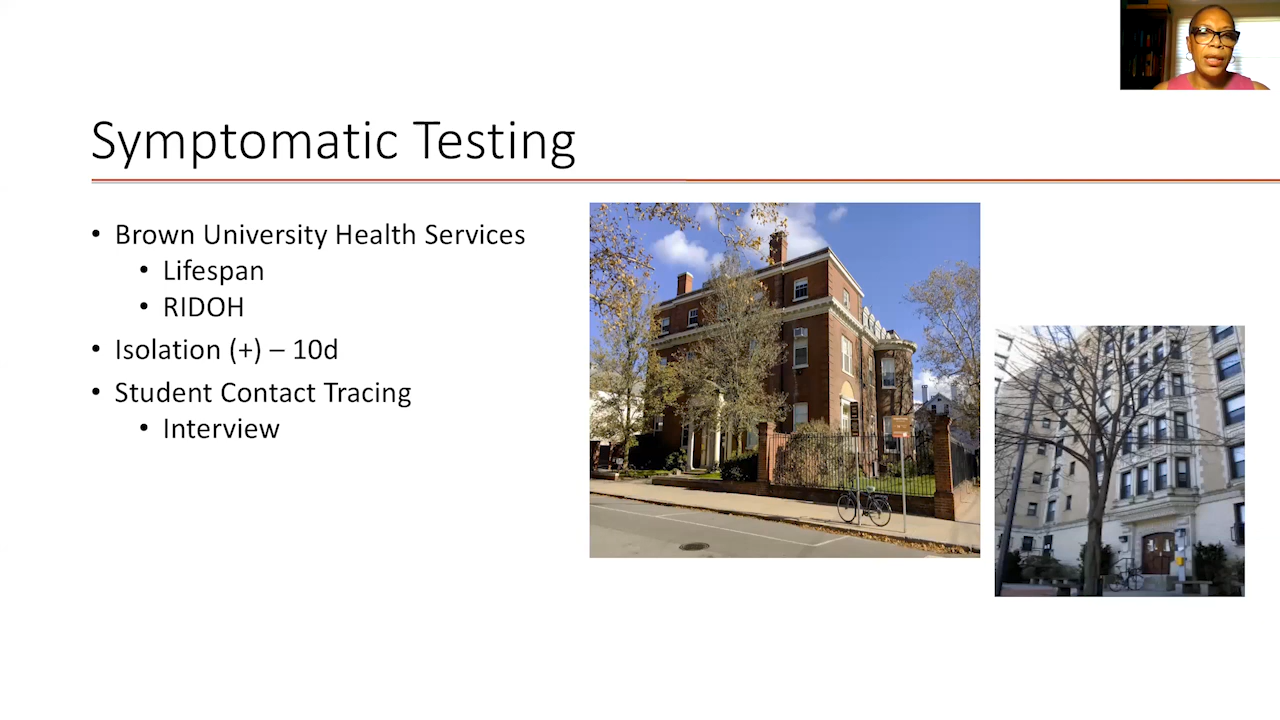 Symptomatic Testing
• Brown University Health Services
• Lifespan
• RIDOH
• Isolation (+) – 10d
• Student Contact Tracing
• Interview